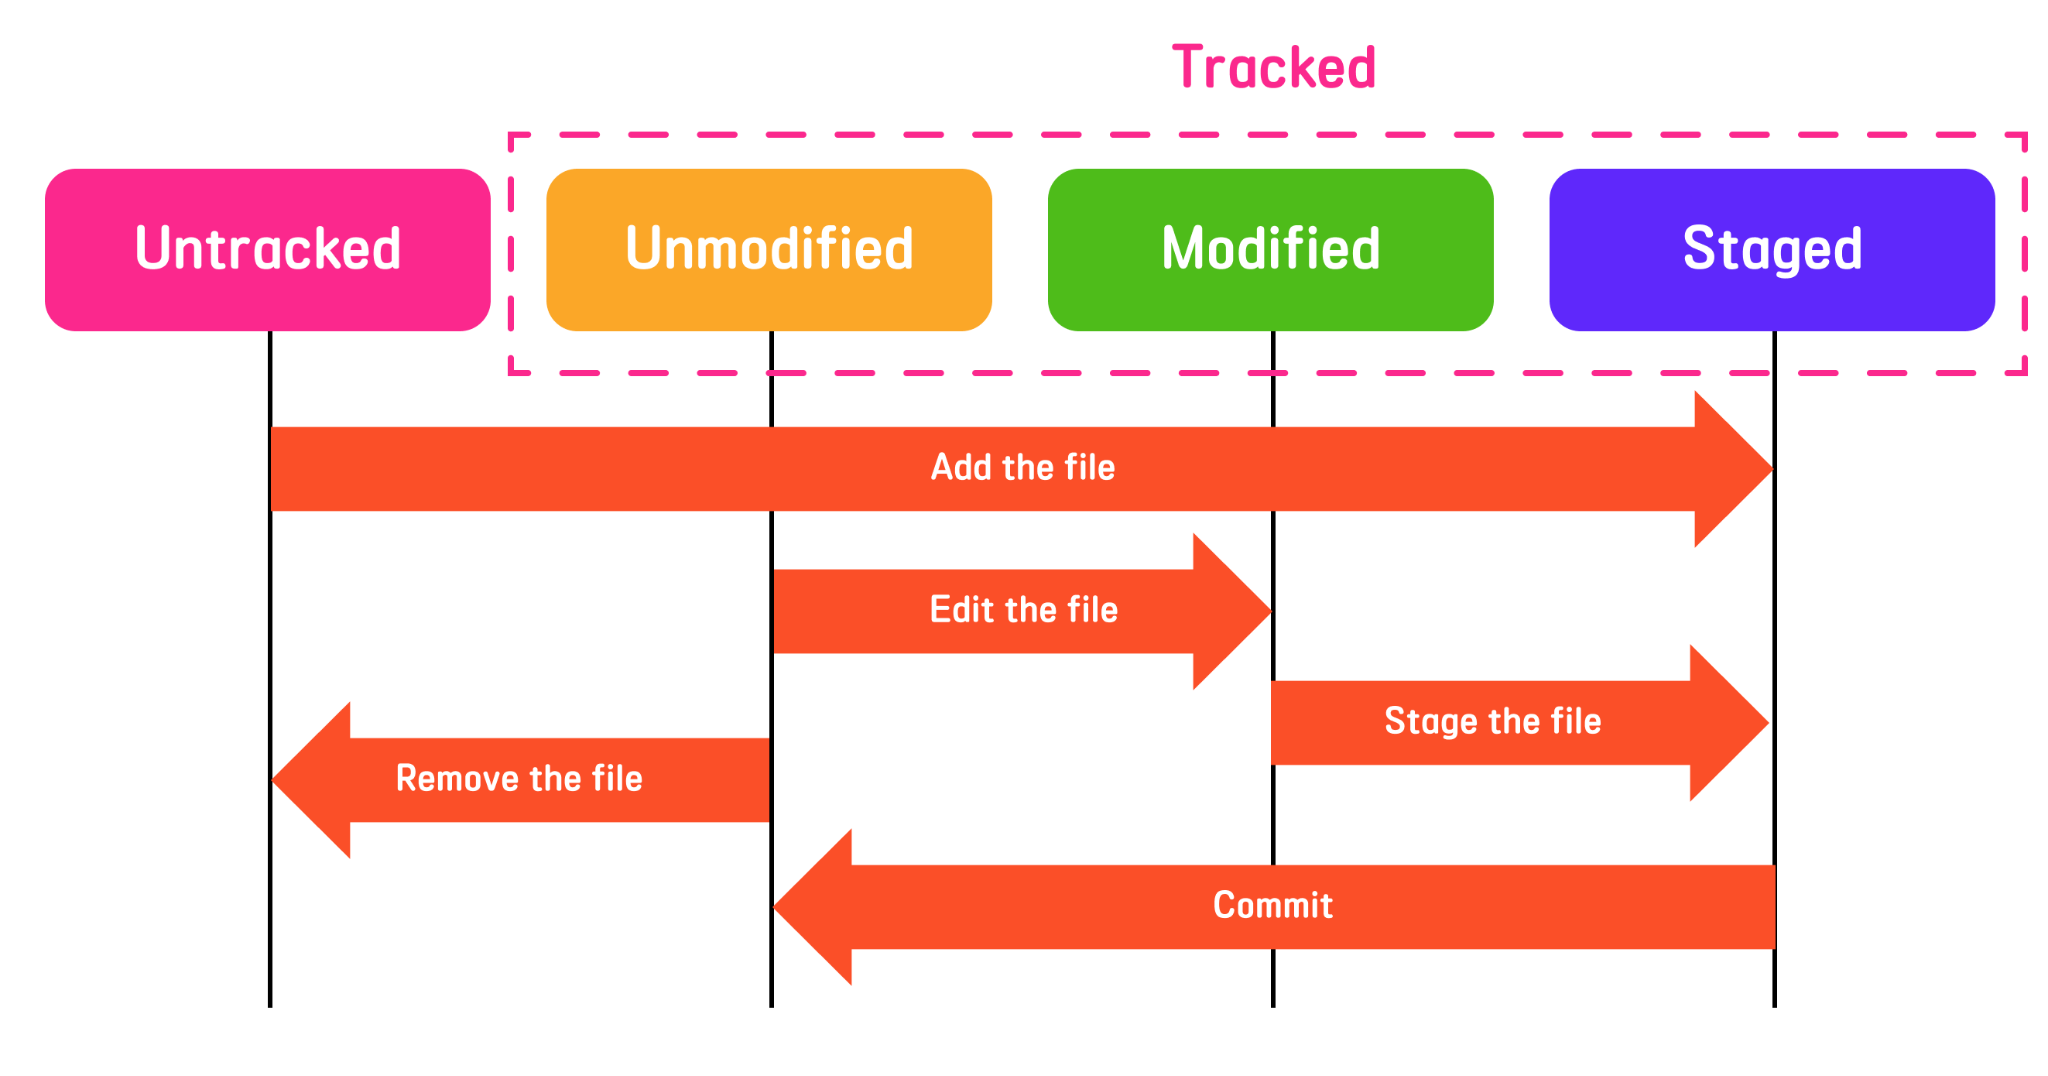 Tracked
Untracked
Unmodified
Modified
Staged
Add the file
Edit the file
Stage the file
Remove the file
Commit